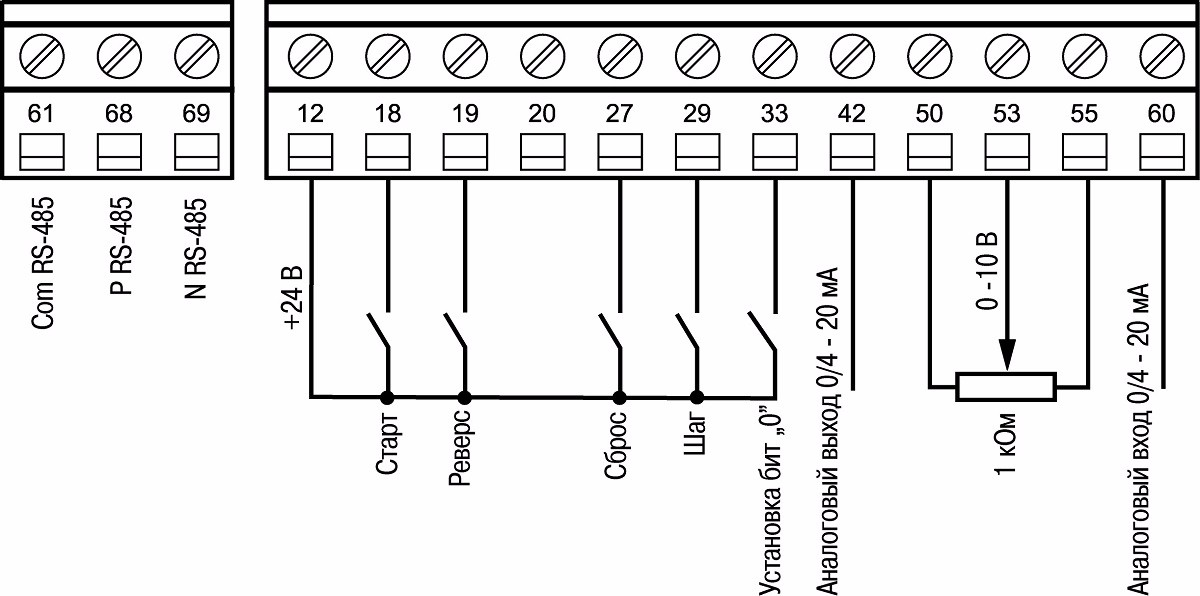 61 68 69 12 18 19 20 27 29 33 42 50 53 55 60
Com RS-485
P RS-485
N RS-485
+24 В
Старт
Реверс
Сброс
Шаг
Установка бит „0”
Аналоговый выход 0/4 - 20 мА
0 -10 В
1 кОм
Аналоговый вход 0/4 - 20 мА